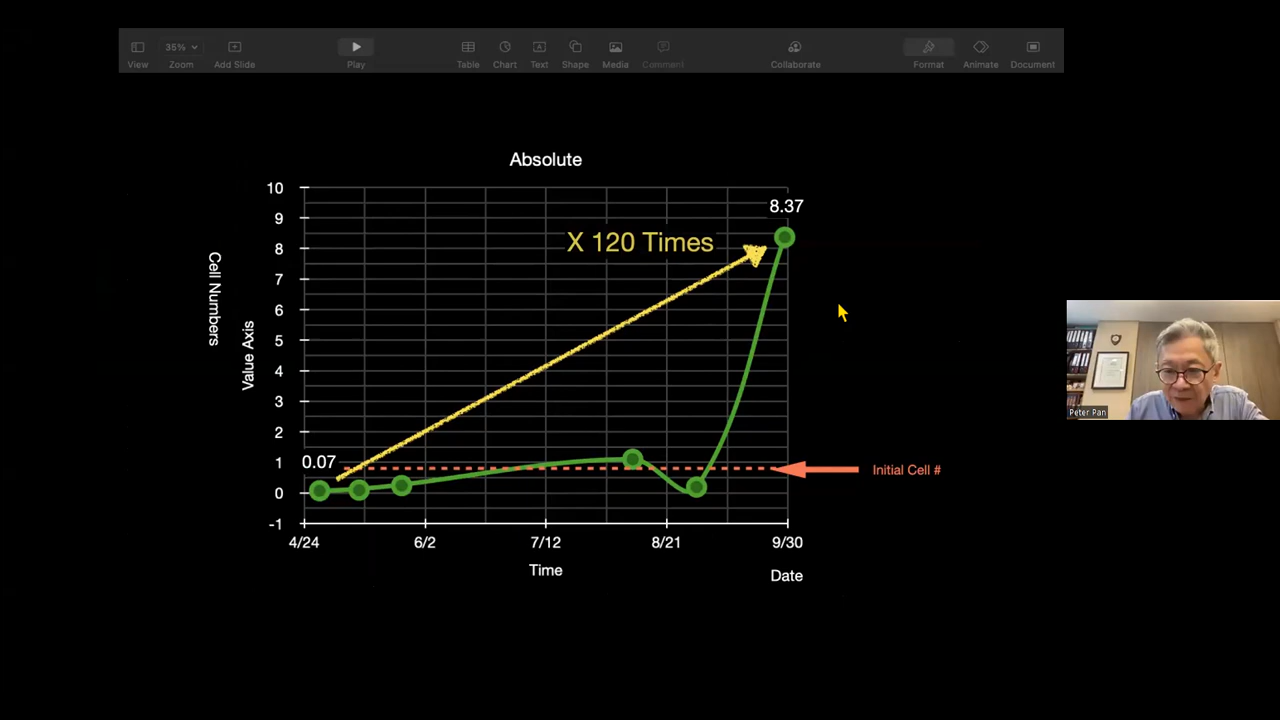 35%
View
Zoom
Add Slide
Play
Table
Chart
Text
Shape
Media
Comment
Collaborate
Format
Animate
Document
Absolute
10
9
8
7
6
5
4
3
2
1
0
-1
Cell Numbers
Value Axis
X 120 Times
8.37
0.07
Initial Cell #
4/24
6/2
7/12
8/21
9/30
Time
Date
Peter Pan